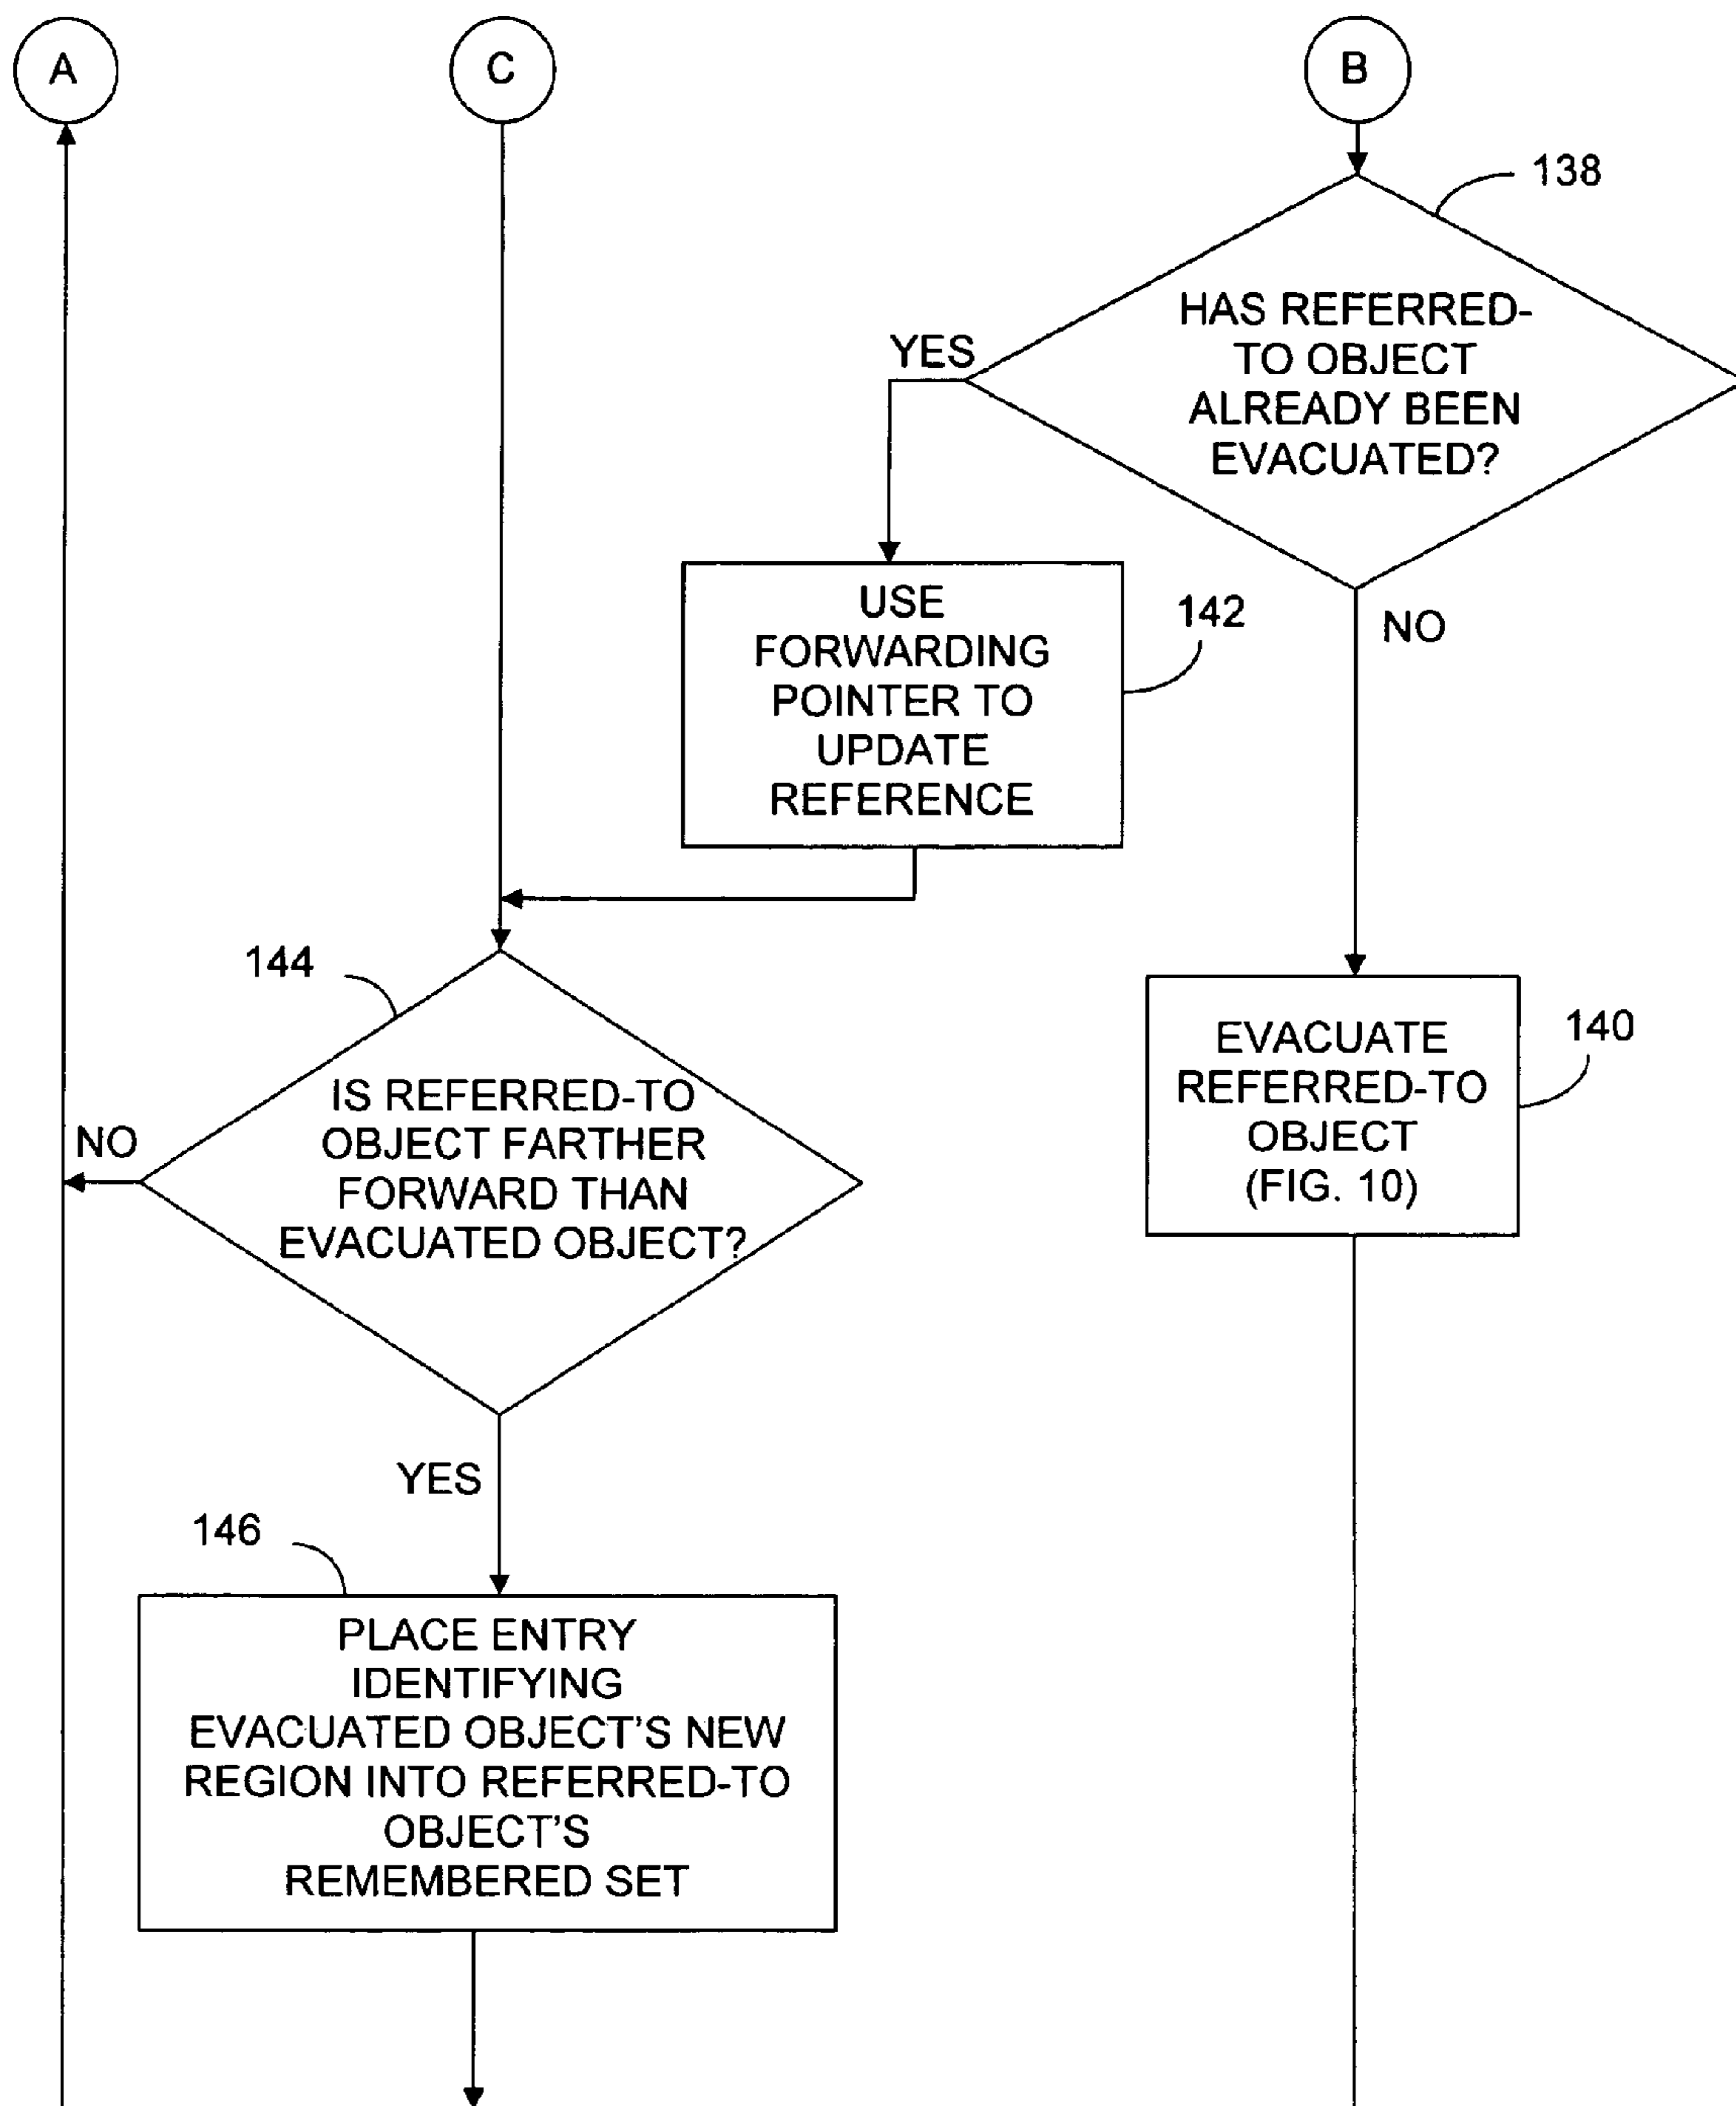 A
C
B
138
HAS REFERRED-
TO OBJECT
ALREADY BEEN
EVACUATED?
YES
NO
USE
FORWARDING
POINTER TO
UPDATE
REFERENCE
142
144
IS REFERRED-TO
OBJECT FARTHER
FORWARD THAN
EVACUATED OBJECT?
NO
EVACUATE
REFERRED-TO
OBJECT
(FIG. 10)
140
YES
146
PLACE ENTRY
IDENTIFYING
EVACUATED OBJECT'S NEW
REGION INTO REFERRED-TO
OBJECT'S
REMEMBERED SET